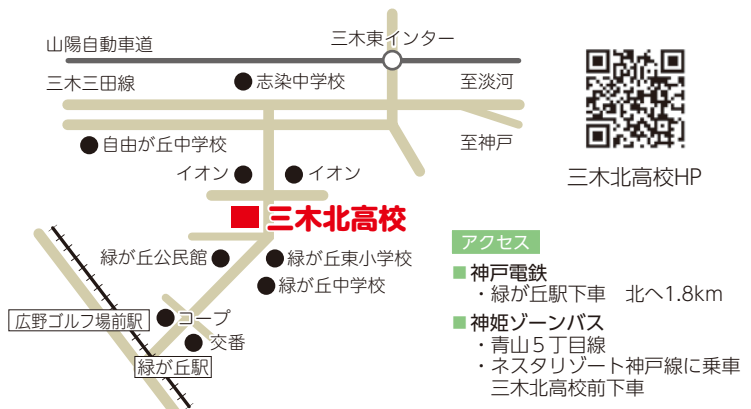 山陽自動車道
三木東インター
三木三田線
志染中学校
至淡河
自由が丘中学校
至神戸
イオン
イオン
三木北高校HP
三木北高校
緑が丘公民館
緑が丘東小学校
緑が丘中学校
広野ゴルフ場前駅
コープ
交番
緑が丘駅
アクセス
■神戸電鉄
・緑が丘駅下車　北へ1.8km
■神姫ゾーンバス
・青山５丁目線
・ネスタリゾート神戸線に乗車
三木北高校前下車